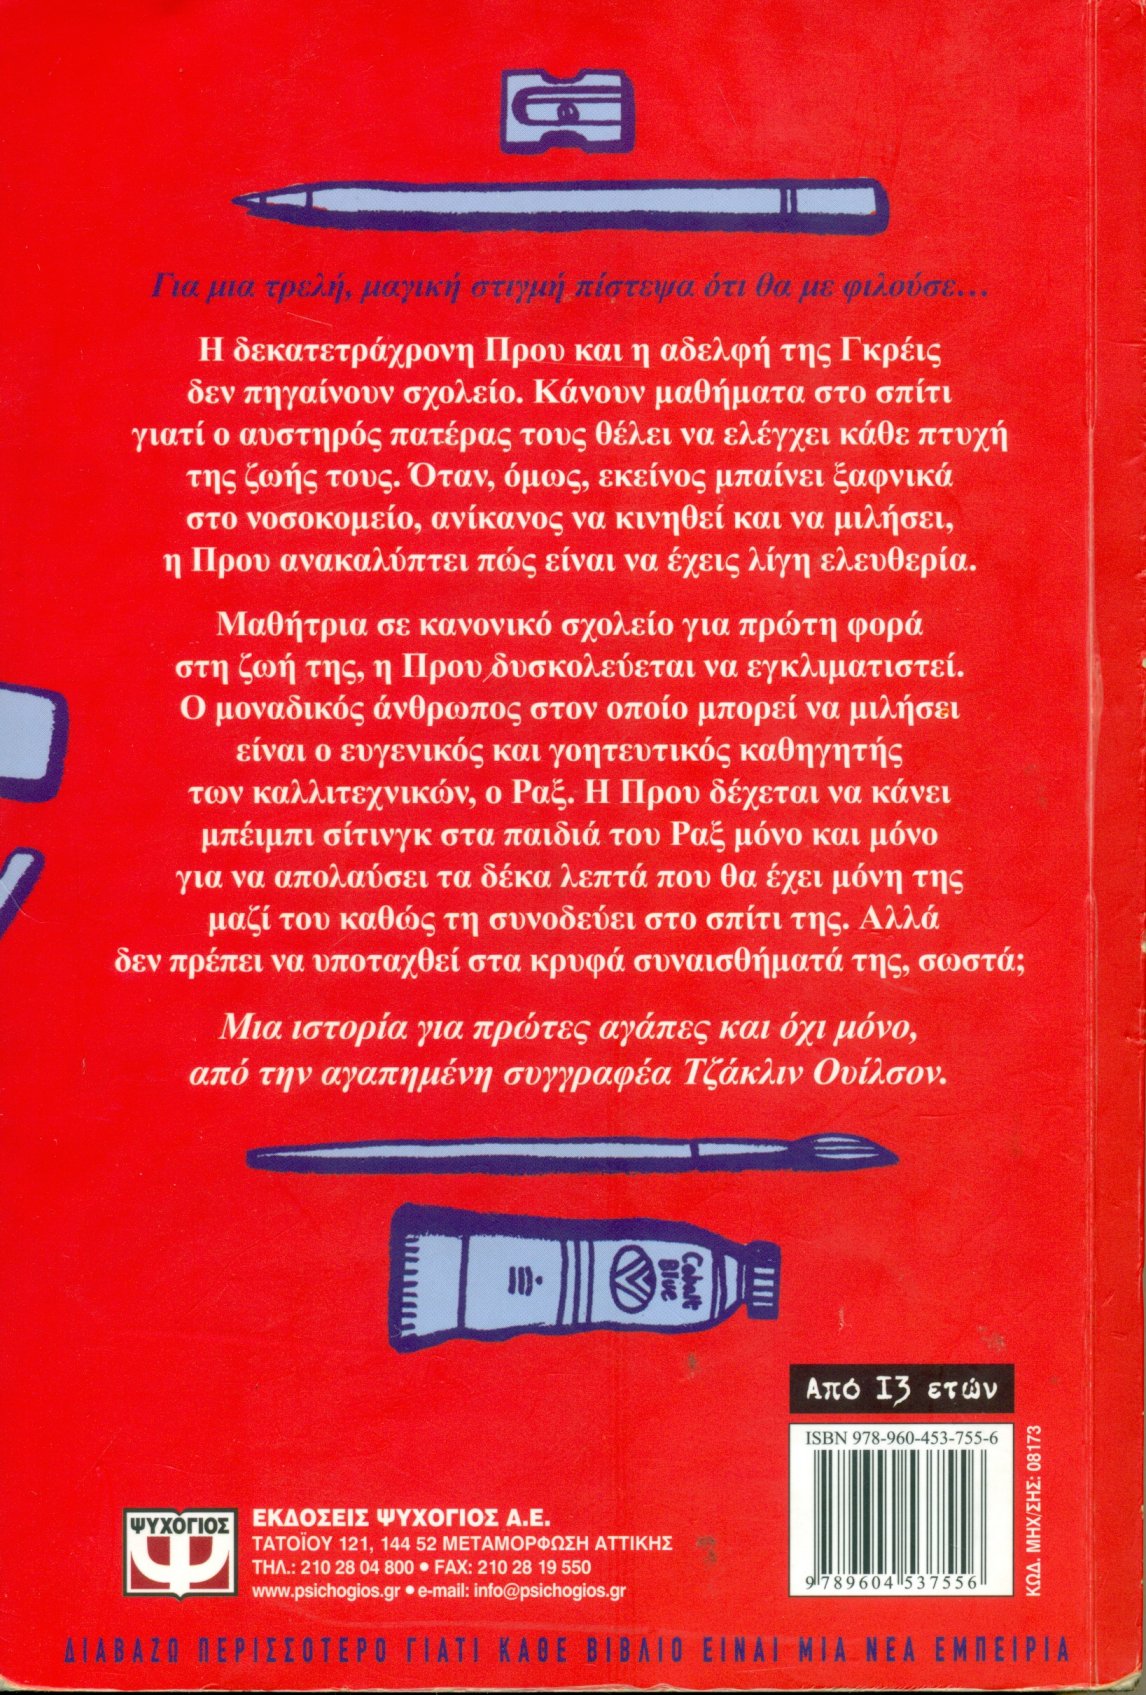 Για μια τρελή, μαγική στιγμή πίστεψα ότι θα με φιλούσε...
Η δεκατετράχρονη Πρου και η αδελφή της Γκρέις
δεν πηγαίνουν σχολείο. Κάνουν μαθήματα στο σπίτι
γιατί ο αυστηρός πατέρας τους θέλει να ελέγχει κάθε πτυχή
της ζωής τους. Όταν, όμως, εκείνος μπαίνει ξαφνικά
στο νοσοκομείο, ανίκανος να κινηθεί και να μιλήσει,
η Πρου ανακαλύπτει πώς είναι να έχεις λίγη ελευθερία.
Μαθήτρια σε κανονικό σχολείο για πρώτη φορά
στη ζωή της, η Πρου δυσκολεύεται να εγκλιματιστεί.
Ο μοναδικός άνθρωπος στον οποίο μπορεί να μιλήσει
είναι ο ευγενικός και γοητευτικός καθηγητής
των καλλιτεχνικών, ο Ραξ. Η Πρου δέχεται να κάνει
μπέιμπι σίτινγκ στα παιδιά του Ραξ μόνο και μόνο
για να απολαύσει τα δέκα λεπτά που θα έχει μόνη της
μαζί του καθώς τη συνοδεύει στο σπίτι της. Αλλά
δεν πρέπει να υποταχθεί στα κρυφά συναισθήματά της, σωστά;
Μια ιστορία για πρώτες αγάπες και όχι μόνο,
από την αγαπημένη συγγραφέα Τζάκλιν Ουίλσον.
Cobalt
Blue
Από 13 ετών
ISBN 978-960-453-755-6
9 789604 537556
ΚΩΔ. ΜΗΧ/ΣΗΣ: 08173
ΨΥΧΟΓΙΟΣ
ΕΚΔΟΣΕΙΣ ΨΥΧΟΓΙΟΣ Α.Ε.
ΤΑΤΟΪΟΥ 121, 144 52 ΜΕΤΑΜΟΡΦΩΣΗ ΑΤΤΙΚΗΣ
ΤΗΛ.: 210 28 04 800 • FAX: 210 28 19 550
www.psichogios.gr • e-mail: info@psichogios.gr
ΔΙΑΒΑΖΩ ΠΕΡΙΣΣΟΤΕΡΟ ΓΙΑΤΙ ΚΑΘΕ ΒΙΒΛΙΟ ΕΙΝΑΙ ΜΙΑ ΝΕΑ ΕΜΠΕΙΡΙΑ